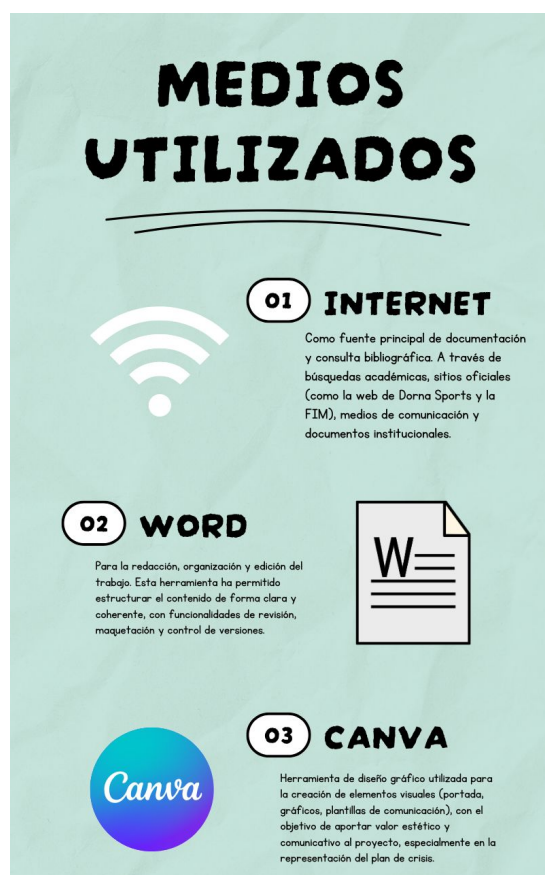 MEDIOS
UTILIZADOS
01 INTERNET
Como fuente principal de documentación
y consulta bibliográfica. A través de
búsquedas académicas, sitios oficiales
(como la web de Dorna Sports y la
FIM), medios de comunicación y
documentos institucionales.
02 WORD
Para la redacción, organización y edición del
trabajo. Esta herramienta ha permitido
estructurar el contenido de forma clara y
coherente, con funcionalidades de revisión,
maquetación y control de versiones.
W
03 CANVA
Canva
Herramienta de diseño gráfico utilizada para
la creación de elementos visuales (portada,
gráficos, plantillas de comunicación), con el
objetivo de aportar valor estético y
comunicativo al proyecto, especialmente en la
representación del plan de crisis.